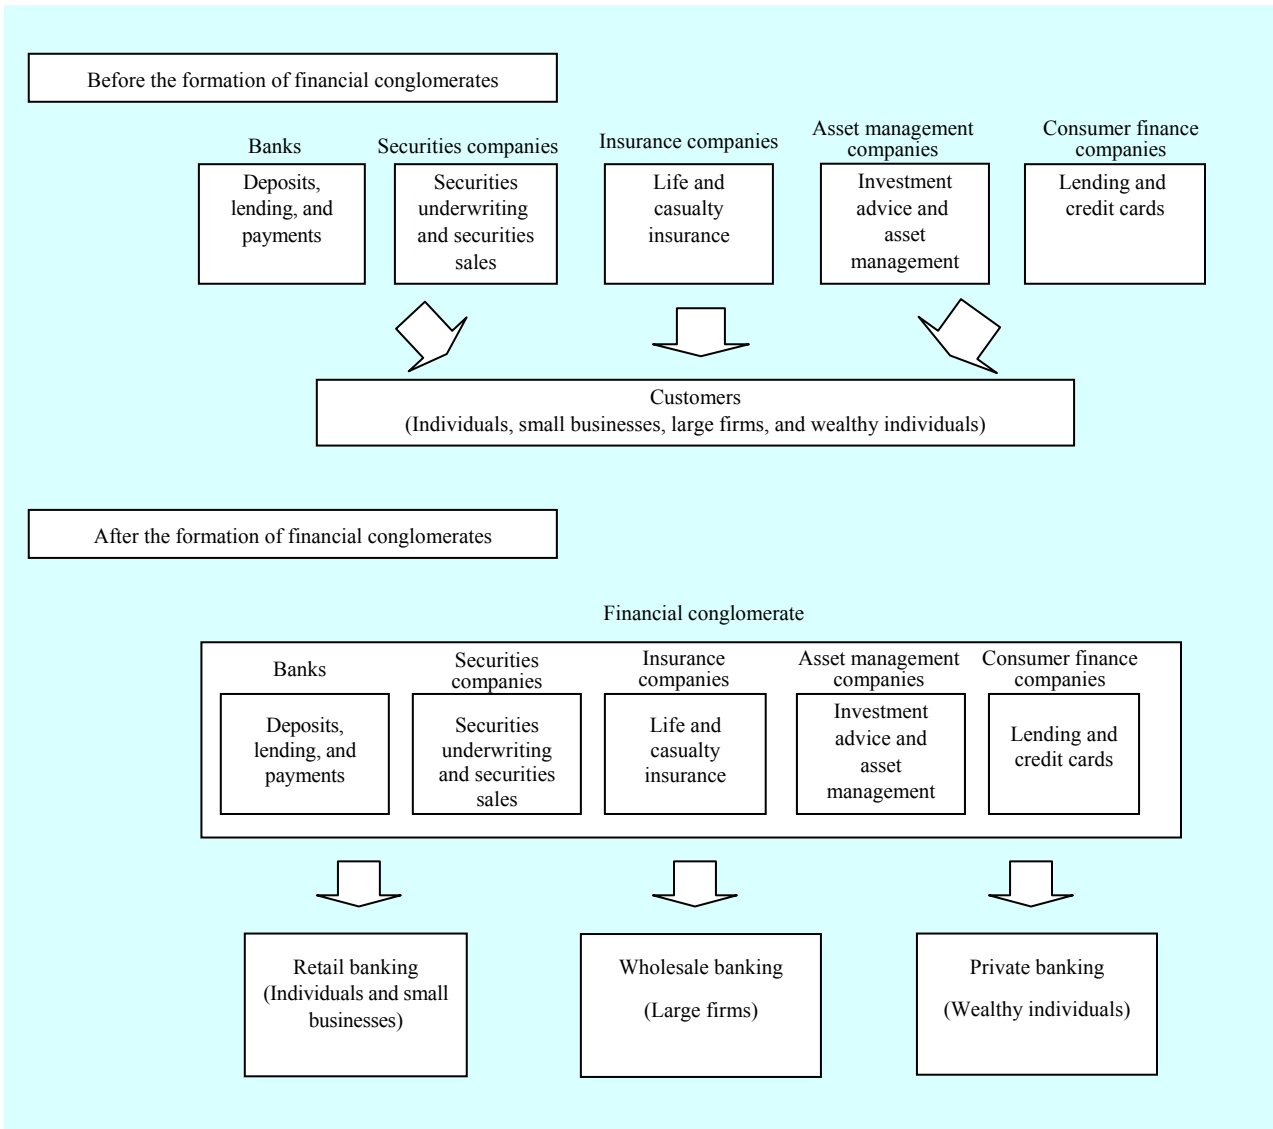 Before the formation of financial conglomerates
Banks
Securities companies
Insurance companies
Asset management
companies
Consumer finance
companies
Deposits,
lending, and
payments
Securities
underwriting
and securities
sales
Life and
casualty
insurance
Investment
advice and
asset
management
Lending and
credit cards
Customers
(Individuals, small businesses, large firms, and wealthy individuals)
After the formation of financial conglomerates
Financial conglomerate
Banks
Securities
companies
Insurance
companies
Asset management
companies
Consumer finance
companies
Deposits,
lending, and
payments
Securities
underwriting
and securities
sales
Life and
casualty
insurance
Investment
advice and
asset
management
Lending and
credit cards
Retail banking
(Individuals and small
businesses)
Wholesale banking
(Large firms)
Private banking
(Wealthy individuals)